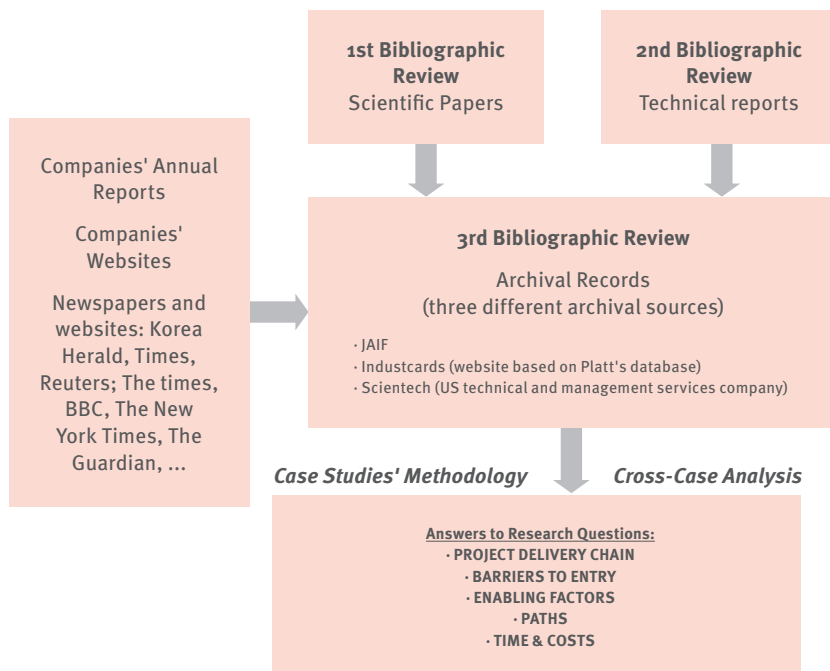 1st Bibliographic
Review
Scientific Papers
2nd Bibliographic
Review
Technical reports
Companies' Annual
Reports
Companies'
Websites
Newspapers and
websites: Korea
Herald, Times,
Reuters; The times,
BBC, The New
York Times, The
Guardian, ...
3rd Bibliographic Review
Archival Records
(three different archival sources)
· JAIF
· Industcards (website based on Platt's database)
· Scientech (US technical and management services company)
Case Studies' Methodology
Cross-Case Analysis
Answers to Research Questions:
· PROJECT DELIVERY CHAIN
· BARRIERS TO ENTRY
· ENABLING FACTORS
· PATHS
· TIME & COSTS